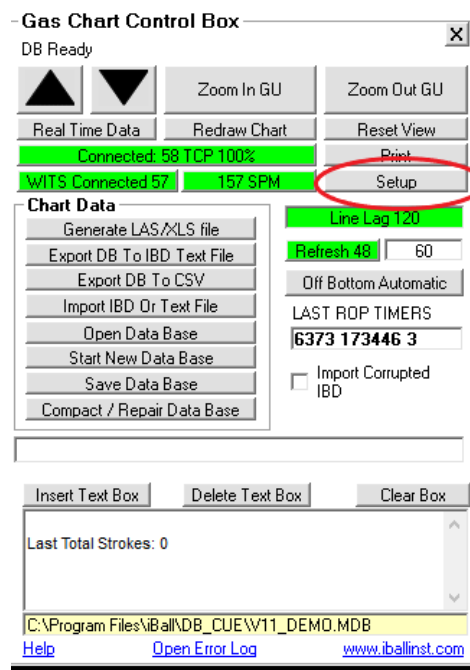 Gas Chart Control Box
X
DB Ready
Zoom In GU Zoom Out GU
Real Time Data Redraw Chart Reset View
Connected: 58 TCP 100% Print
WITS Connected 57 157 SPM Setup
Chart Data
Line Lag 120
Generate LAS/XLS file
Refresh 48 60
Export DB To IBD Text File
Export DB To CSV
Off Bottom Automatic
Import IBD Or Text File
LAST ROP TIMERS
Open Data Base
6373 173446 3
Start New Data Base
Import Corrupted
IBD
Save Data Base
Compact / Repair Data Base
Insert Text Box Delete Text Box Clear Box
Last Total Strokes: 0
C:\Program Files\iBall\DB_CUE\V11_DEMO.MDB
Help Open Error Log www.iballinst.com